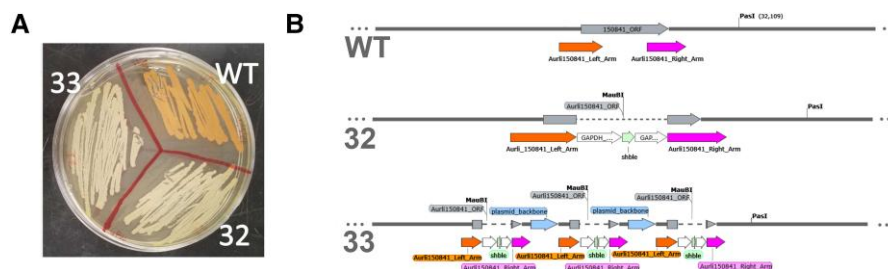 A
33
WT
32
B
WT
150841_ORF
PasI (32,109)
Aurli150841_Left_Arm
Aurli150841_Right_Arm
32
MauBI
Aurli150841_ORF
PasI
GAPDH_
GAP...
Aurli_150841_Left_Arm
shble
Aurli150841_Right_Arm
33
MauBI
MauBI
MauBI
Aurli150841_ORF
plasmid_backbone
Aurli150841_ORF
plasmid_backbone
Aurli150841_ORF
PasI
Aurli150841_Left_Arm
shble
Aurli150841_Left_Arm
shble
Aurli150841_Left_Arm
shble
Aurli150841_Right_Arm
Aurli150841_Right_Arm
Aurli150841_Right_Arm